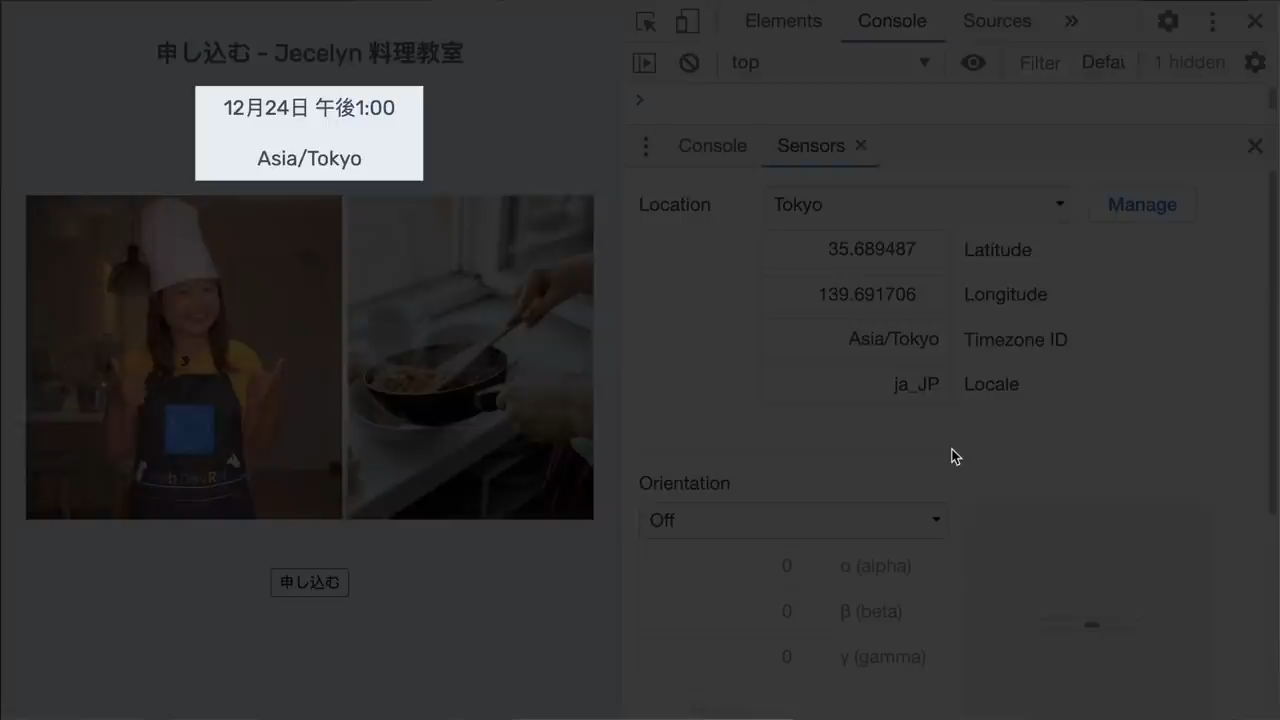 申し込む - Jecelyn 料理教室
12月24日 午後1:00
Asia/Tokyo
申し込む
Elements Console Sources »
top Filter Defau 1 hidden
Console Sensors
Location Tokyo Manage
35.689487 Latitude
139.691706 Longitude
Asia/Tokyo Timezone ID
ja_JP Locale
Orientation
Off
0 α (alpha)
0 β (beta)
0 γ (gamma)